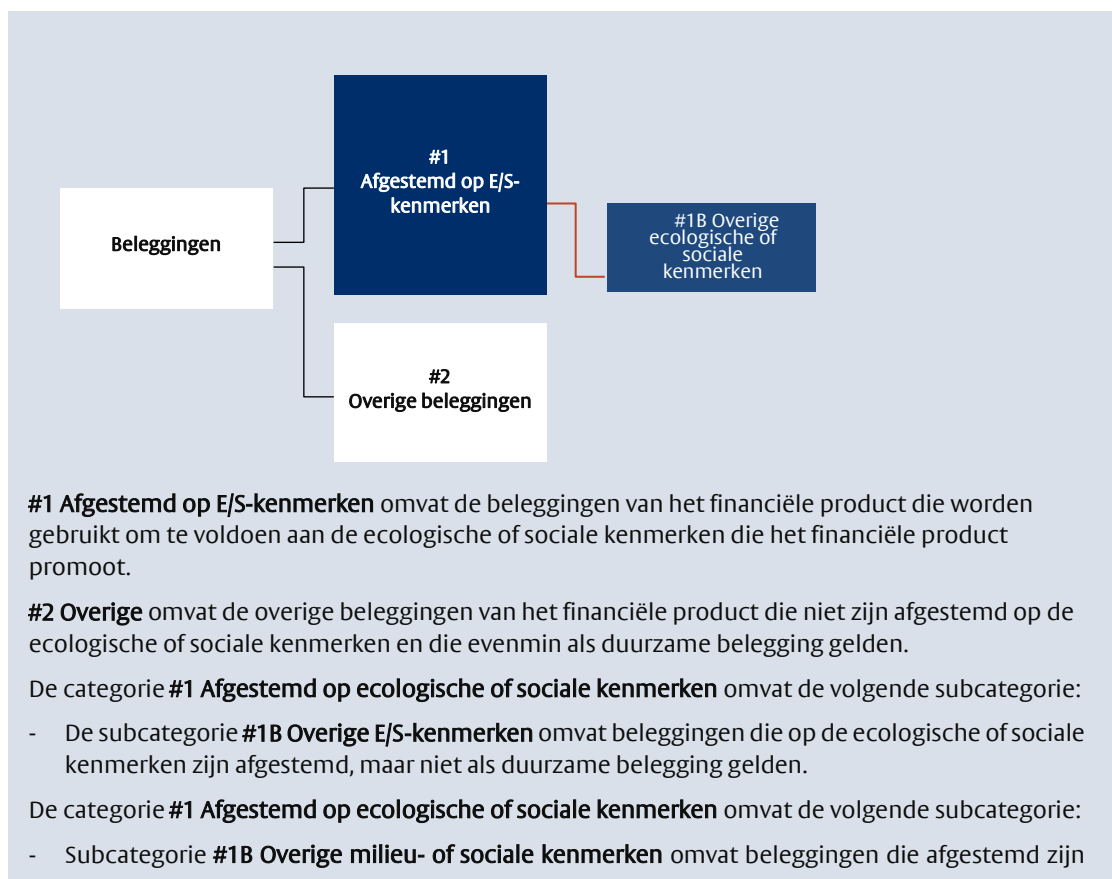 #1
Afgestemd op E/S-
kenmerken
Beleggingen
#1B Overige
ecologische of
sociale
kenmerken
#2
Overige beleggingen
#1 Afgestemd op E/S-kenmerken omvat de beleggingen van het financiële product die worden
gebruikt om te voldoen aan de ecologische of sociale kenmerken die het financiële product
promoot.
#2 Overige omvat de overige beleggingen van het financiële product die niet zijn afgestemd op de
ecologische of sociale kenmerken en die evenmin als duurzame belegging gelden.
De categorie #1 Afgestemd op ecologische of sociale kenmerken omvat de volgende subcategorie:
- De subcategorie #1B Overige E/S-kenmerken omvat beleggingen die op de ecologische of sociale
kenmerken zijn afgestemd, maar niet als duurzame belegging gelden.
De categorie #1 Afgestemd op ecologische of sociale kenmerken omvat de volgende subcategorie:
- Subcategorie #1B Overige milieu- of sociale kenmerken omvat beleggingen die afgestemd zijn